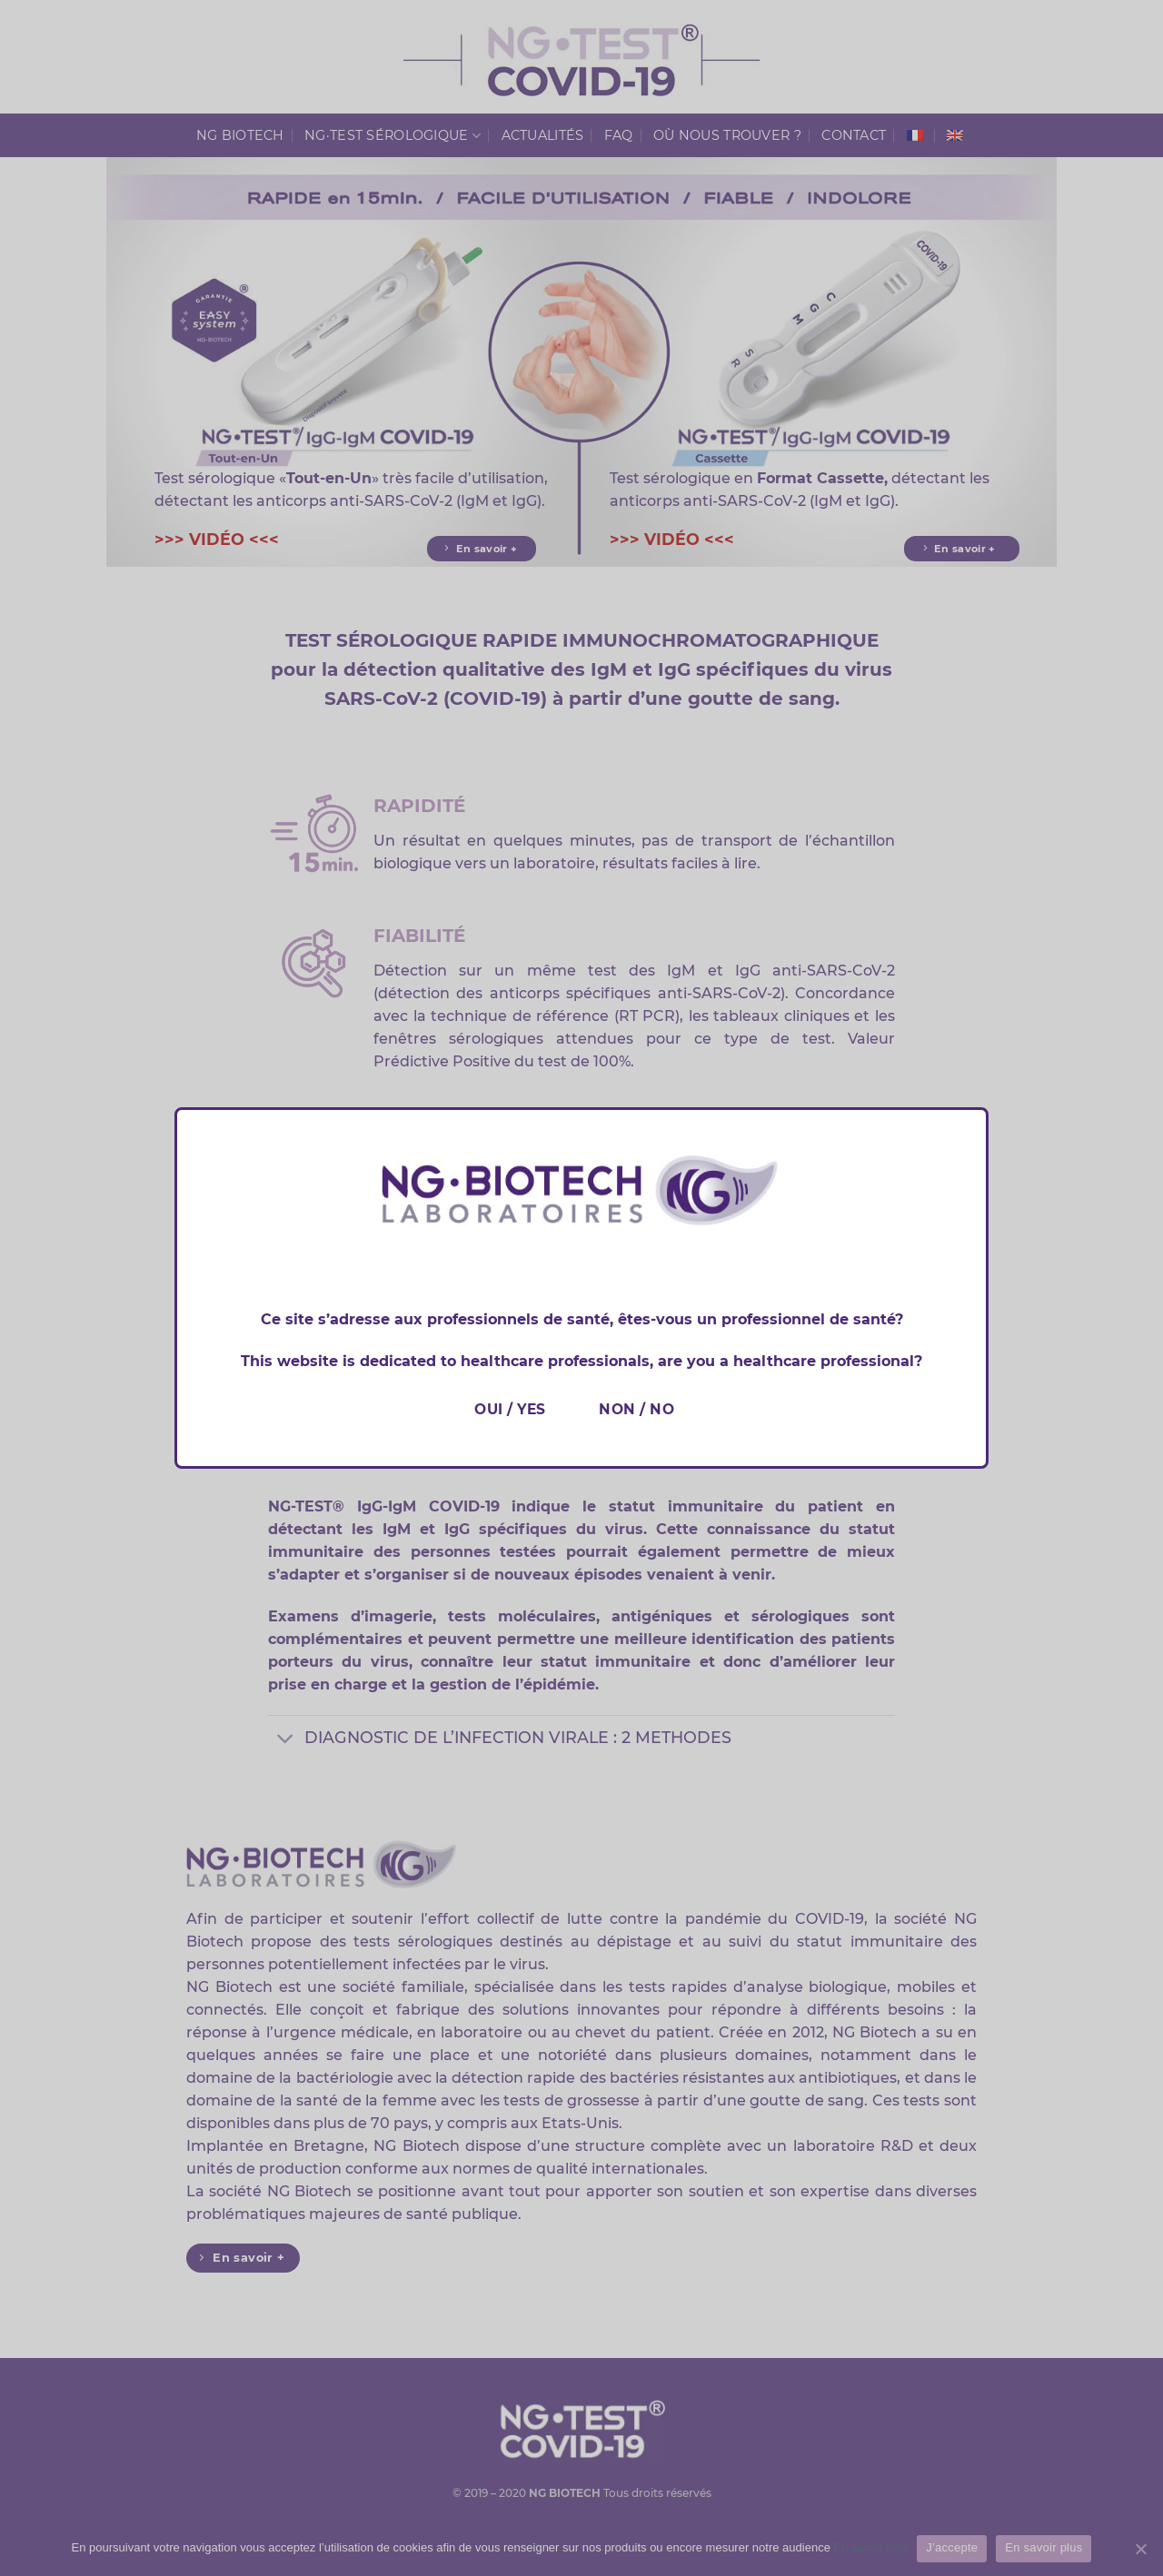 NG•TEST®
COVID-19
NG BIOTECH
NG·TEST SÉROLOGIQUE
ACTUALITÉS
FAQ
OÙ NOUS TROUVER ?
CONTACT
RAPIDE en 15min. / FACILE D'UTILISATION / FIABLE / INDOLORE
GARANTIE
EASY
system
NG-BIOTECH
®
COVID-19
C
G
M
S
R
NG•TEST®/IgG-IgM COVID-19
Tout-en-Un
NG•TEST®/IgG-IgM COVID-19
Cassette
Test sérologique «Tout-en-Un» très facile d’utilisation,
détectant les anticorps anti-SARS-CoV-2 (IgM et IgG).
>>> VIDÉO <<<
En savoir +
Test sérologique en Format Cassette, détectant les
anticorps anti-SARS-CoV-2 (IgM et IgG).
>>> VIDÉO <<<
En savoir +
TEST SÉROLOGIQUE RAPIDE IMMUNOCHROMATOGRAPHIQUE
pour la détection qualitative des IgM et IgG spécifiques du virus
SARS-CoV-2 (COVID-19) à partir d’une goutte de sang.
15min.
RAPIDITÉ
Un résultat en quelques minutes, pas de transport de l’échantillon
biologique vers un laboratoire, résultats faciles à lire.
FIABILITÉ
Détection sur un même test des IgM et IgG anti-SARS-CoV-2
(détection des anticorps spécifiques anti-SARS-CoV-2). Concordance
avec la technique de référence (RT PCR), les tableaux cliniques et les
fenêtres sérologiques attendues pour ce type de test. Valeur
Prédictive Positive du test de 100%.
NG•BIOTECH
LABORATOIRES
NG
Ce site s’adresse aux professionnels de santé, êtes-vous un professionnel de santé?
This website is dedicated to healthcare professionals, are you a healthcare professional?
OUI / YES
NON / NO
NG-TEST® IgG-IgM COVID-19 indique le statut immunitaire du patient en
détectant les IgM et IgG spécifiques du virus. Cette connaissance du statut
immunitaire des personnes testées pourrait également permettre de mieux
s’adapter et s’organiser si de nouveaux épisodes venaient à venir.
Examens d’imagerie, tests moléculaires, antigéniques et sérologiques sont
complémentaires et peuvent permettre une meilleure identification des patients
porteurs du virus, connaître leur statut immunitaire et donc d’améliorer leur
prise en charge et la gestion de l’épidémie.
DIAGNOSTIC DE L’INFECTION VIRALE : 2 METHODES
NG•BIOTECH
LABORATOIRES
NG
Afin de participer et soutenir l’effort collectif de lutte contre la pandémie du COVID-19, la société NG
Biotech propose des tests sérologiques destinés au dépistage et au suivi du statut immunitaire des
personnes potentiellement infectées par le virus.
NG Biotech est une société familiale, spécialisée dans les tests rapides d’analyse biologique, mobiles et
connectés. Elle conçoit et fabrique des solutions innovantes pour répondre à différents besoins : la
réponse à l’urgence médicale, en laboratoire ou au chevet du patient. Créée en 2012, NG Biotech a su en
quelques années se faire une place et une notoriété dans plusieurs domaines, notamment dans le
domaine de la bactériologie avec la détection rapide des bactéries résistantes aux antibiotiques, et dans le
domaine de la santé de la femme avec les tests de grossesse à partir d’une goutte de sang. Ces tests sont
disponibles dans plus de 70 pays, y compris aux Etats-Unis.
Implantée en Bretagne, NG Biotech dispose d’une structure complète avec un laboratoire R&D et deux
unités de production conforme aux normes de qualité internationales.
La société NG Biotech se positionne avant tout pour apporter son soutien et son expertise dans diverses
problématiques majeures de santé publique.
En savoir +
NG•TEST®
COVID-19
© 2019 – 2020 NG BIOTECH Tous droits réservés
En poursuivant votre navigation vous acceptez l’utilisation de cookies afin de vous renseigner sur nos produits ou encore mesurer notre audience
J'accepte
En savoir plus